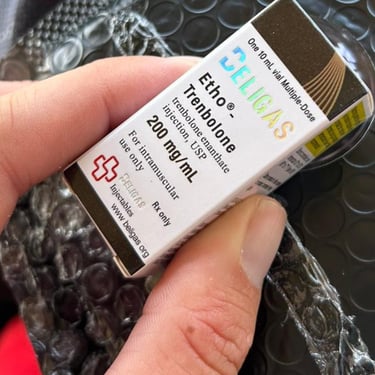 One 10 mL vial Multiple-Dose
BELIGAS
Etho®-
Trenbolone
trenbolone enanthate
injection, USP
200 mg/mL
For intramuscular
use only
Rx only
BELIGAS
Injectables
www.beligas.org